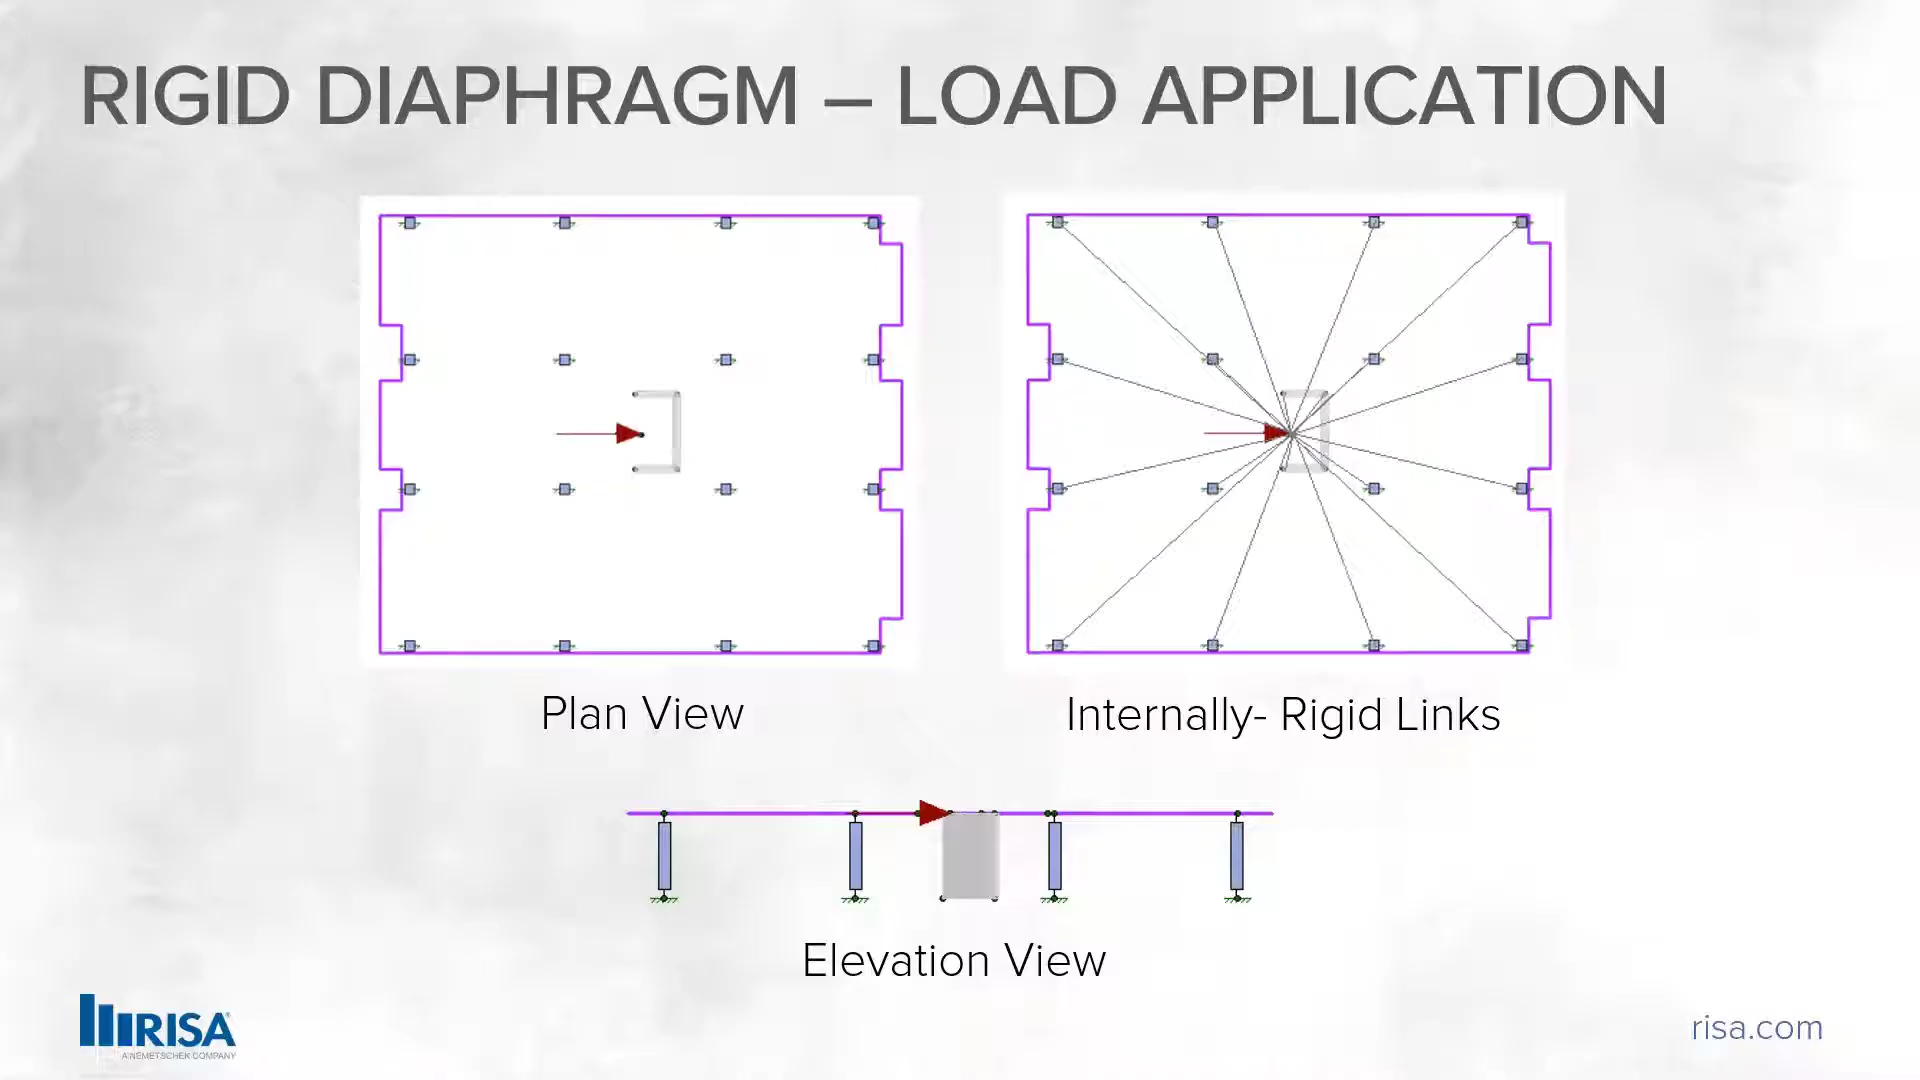 RIGID DIAPHRAGM – LOAD APPLICATION
Plan View
Internally- Rigid Links
Elevation View
RISA
A NEMETSCHEK COMPANY
risa.com